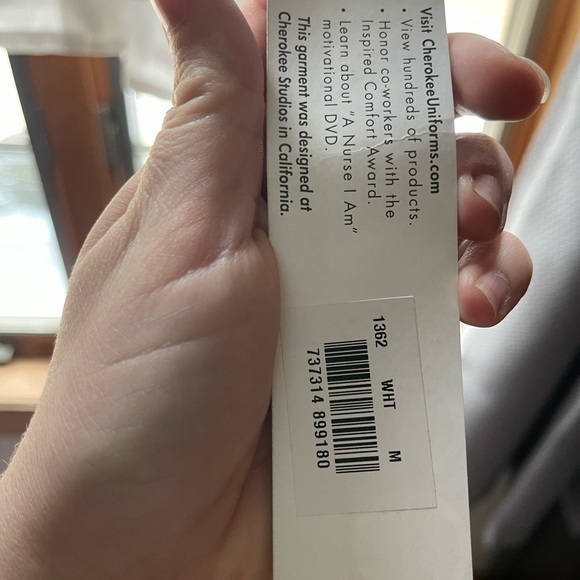 Visit CherokeeUniforms.com
• View hundreds of products.
• Honor co-workers with the
Inspired Comfort Award.
• Learn about "A Nurse I Am"
motivational DVD.
This garment was designed at
Cherokee Studios in California.
1362 WHT M
737314 899180